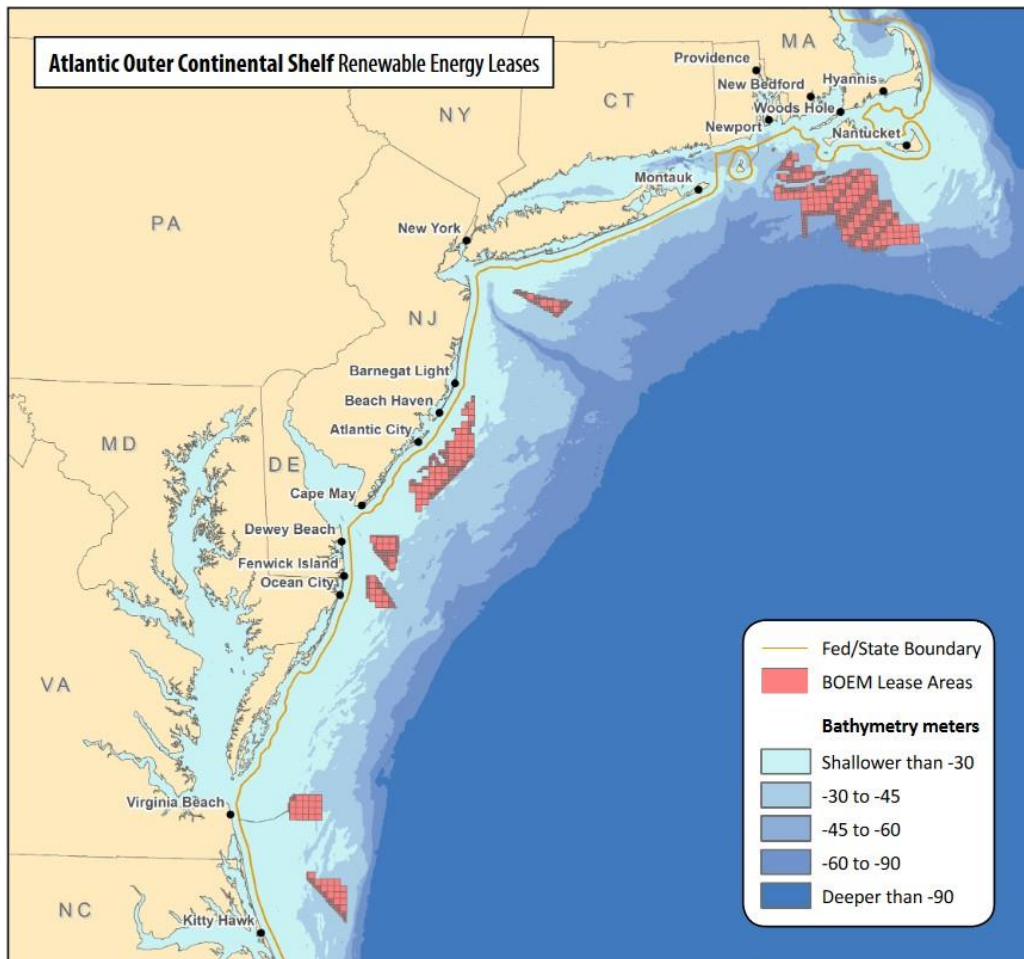 Atlantic Outer Continental Shelf Renewable Energy Leases
MA
Providence
New Bedford
Hyannis
Woods Hole
CT
NY
Newport
Nantucket
Montauk
PA
New York
NJ
Barnegat Light
Beach Haven
Atlantic City
MD
DE
Cape May
Dewey Beach
Fenwick Island
Ocean City
VA
Virginia Beach
NC
Kitty Hawk
Fed/State Boundary
BOEM Lease Areas
Bathymetry meters
Shallower than -30
-30 to -45
-45 to -60
-60 to -90
Deeper than -90